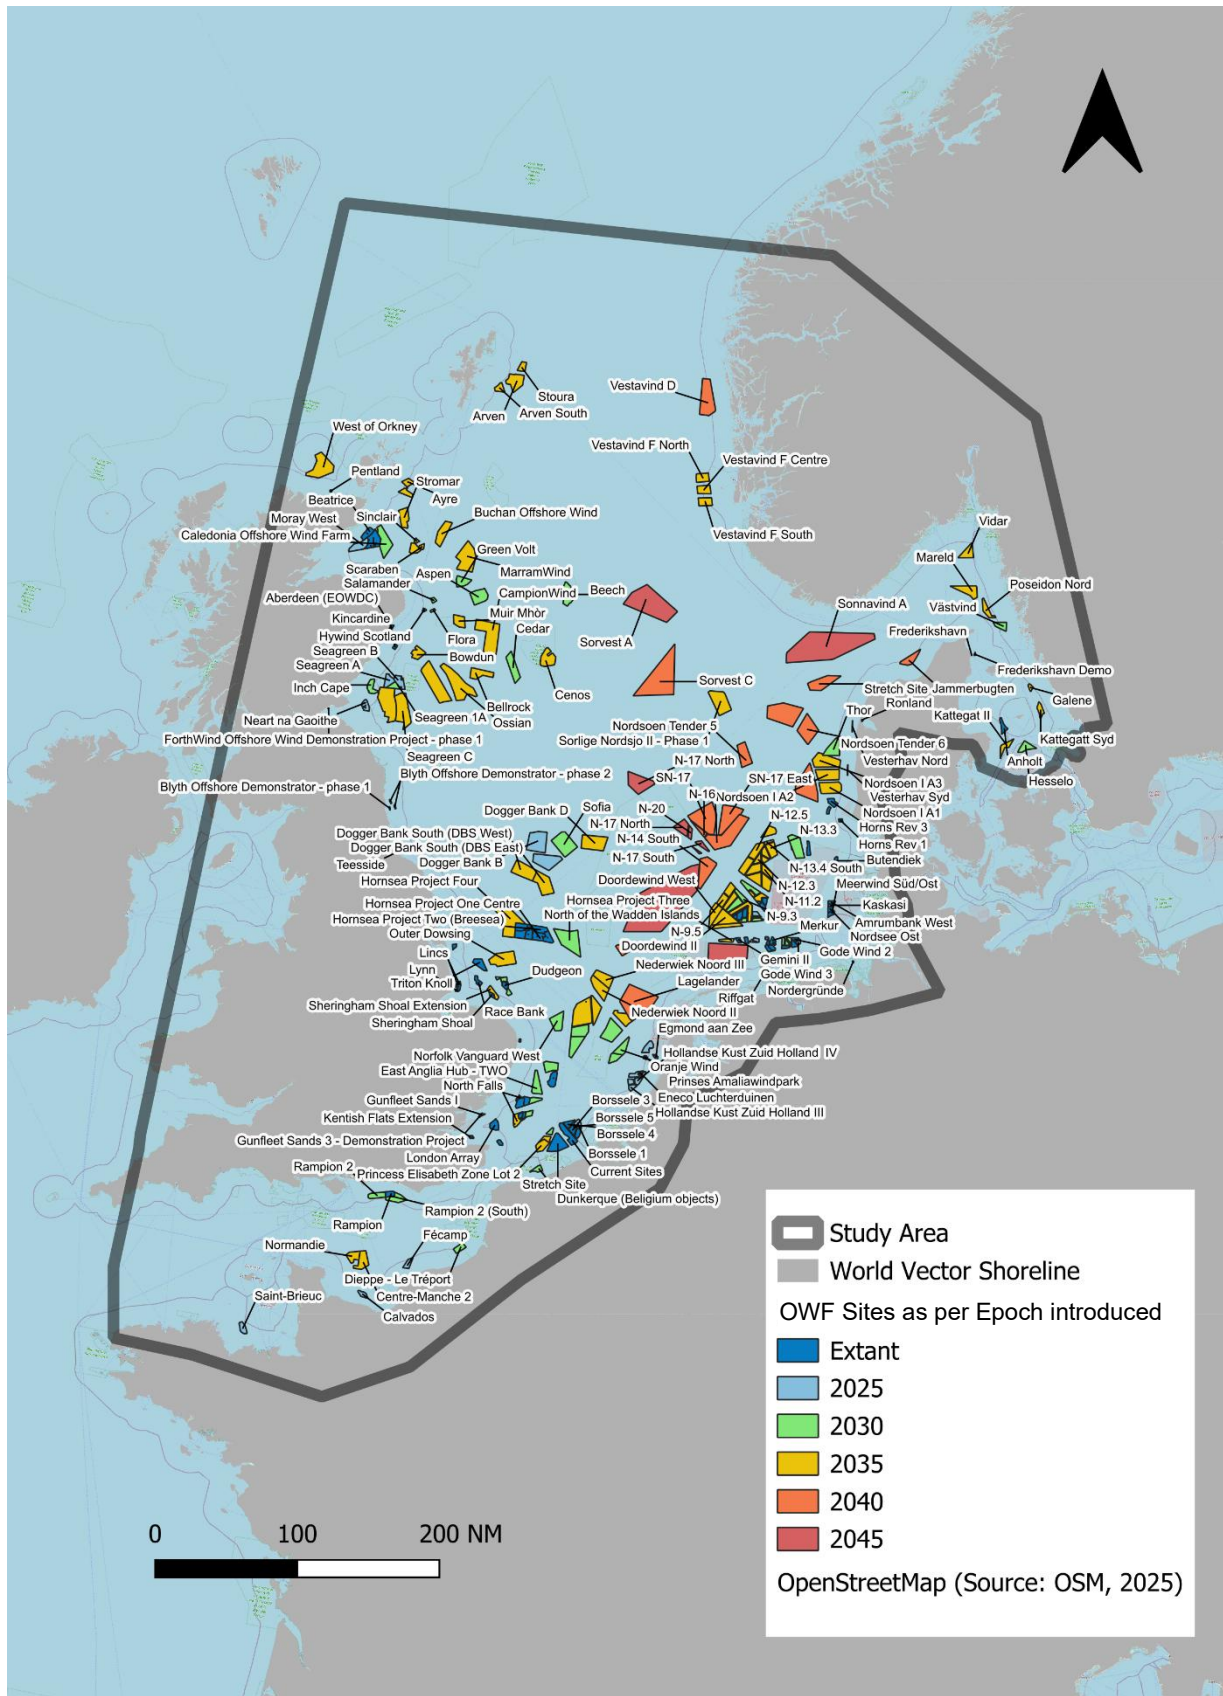 Stoura
Arven South
Arven
Vestavind D
West of Orkney
Vestavind F North
Vestavind F Centre
Pentland
Stromar
Ayre
Beatrice
Sinclair
Moray West
Buchan Offshore Wind
Caledonia Offshore Wind Farm
Vestavind F South
Vidar
Green Volt
Mareld
Scaraben
Aspen
MarramWind
Salamander
Poseidon Nord
Aberdeen (EOWDC)
CampionWind
Beech
Västvind
Kincardine
Muir Mhòr
Sonnavind A
Cedar
Frederikshavn
Hywind Scotland
Flora
Sorvest A
Seagreen B
Bowdun
Frederikshavn Demo
Seagreen A
Sorvest C
Inch Cape
Cenos
Stretch Site
Jammerbugten
Bellrock
Galene
Ronland
Neart na Gaoithe
Seagreen 1A
Ossian
Thor
Kattegat II
Nordsoen Tender 5
ForthWind Offshore Wind Demonstration Project - phase 1
Sorlige Nordsjo II - Phase 1
Nordsoen Tender 6
Kattegatt Syd
Seagreen C
Vesterhav Nord
Anholt
N-17 North
Hesselo
Blyth Offshore Demonstrator - phase 2
SN-17
SN-17 East
Nordsoen I A3
Blyth Offshore Demonstrator - phase 1
N-16
Nordsoen I A2
Vesterhav Syd
Dogger Bank D
Sofia
N-20
N-12.5
Nordsoen I A1
N-17 North
N-13.3
Horns Rev 3
Dogger Bank South (DBS West)
N-14 South
Horns Rev 1
Dogger Bank South (DBS East)
N-17 South
Butendiek
Teesside
Dogger Bank B
N-13.4 South
Hornsea Project Four
Doordewind West
N-12.3
Meerwind Süd/Ost
Hornsea Project One Centre
Hornsea Project Three
N-11.2
Kaskasi
Hornsea Project Two (Breesea)
North of the Wadden Islands
N-9.3
Amrumbank West
Outer Dowsing
N-9.5
Merkur
Nordsee Ost
Lincs
Doordewind II
Gode Wind 2
Gemini II
Lynn
Dudgeon
Nederwiek Noord III
Gode Wind 3
Triton Knoll
Lagelander
Riffgat
Nordergründe
Sheringham Shoal Extension
Race Bank
Nederwiek Noord II
Sheringham Shoal
Egmond aan Zee
Norfolk Vanguard West
Hollandse Kust Zuid Holland IV
East Anglia Hub - TWO
Oranje Wind
North Falls
Prinses Amaliawindpark
Gunfleet Sands I
Borssele 3
Eneco Luchterduinen
Kentish Flats Extension
Borssele 5
Hollandse Kust Zuid Holland III
Gunfleet Sands 3 - Demonstration Project
Borssele 4
London Array
Borssele 1
Rampion 2
Princess Elisabeth Zone Lot 2
Current Sites
Stretch Site
Dunkerque (Beligium objects)
Rampion 2 (South)
Rampion
Fécamp
Normandie
Dieppe - Le Tréport
Centre-Manche 2
Saint-Brieuc
Calvados
Study Area
World Vector Shoreline
OWF Sites as per Epoch introduced
Extant
2025
2030
2035
2040
2045
OpenStreetMap (Source: OSM, 2025)
0 100 200 NM